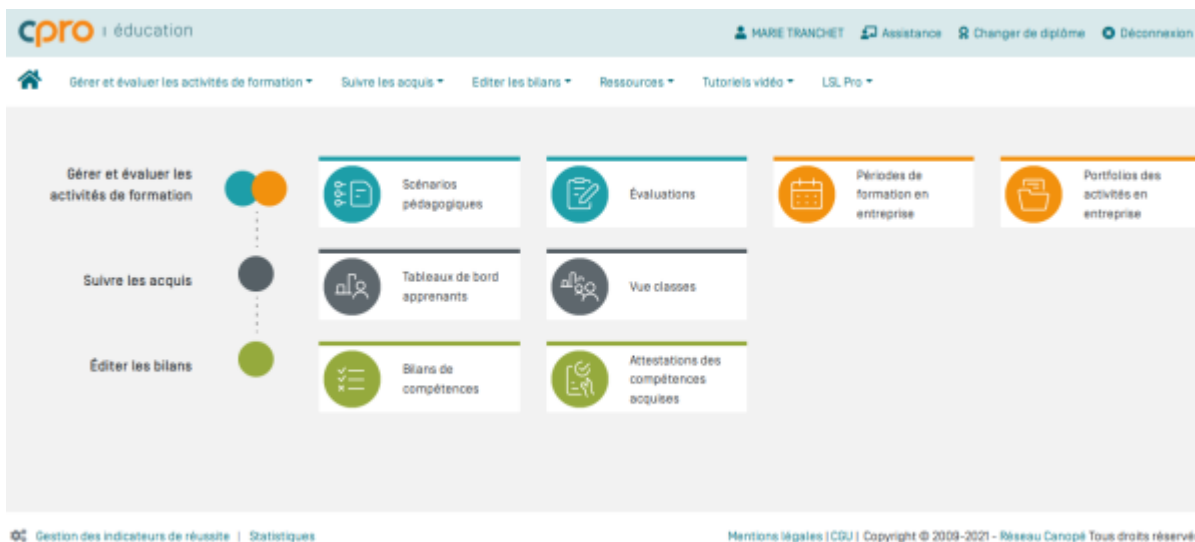 cpro | éducation
MARIE TRANCHET Assistance Changer de diplôme Déconnexion
Gérer et évaluer les activités de formation Suivre les acquis Editer les bilans Ressources Tutoriels vidéo LSL Pro
Gérer et évaluer les
activités de formation
Scénarios
pédagogiques
Évaluations
Périodes de
formation en
entreprise
Portfolios des
activités en
entreprise
Suivre les acquis
Tableaux de bord
apprenants
Vue classes
Éditer les bilans
Bilans de
compétences
Attestations des
compétences
acquises
Gestion des indicateurs de réussite | Statistiques
Mentions légales | CGU | Copyright © 2009-2021 - Réseau Canopé Tous droits réservé